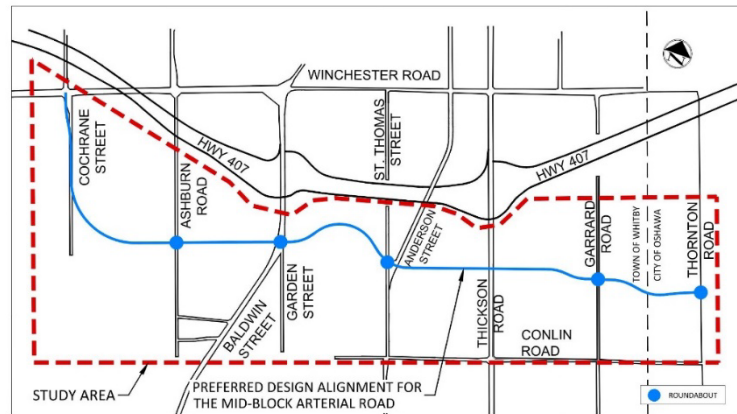 WINCHESTER ROAD
COCHRANE
STREET
ASHBURN
ROAD
ST. THOMAS
STREET
HWY 407
HWY 407
ANDERSON
STREET
GARDEN
STREET
BALDWIN
STREET
THICKSON
ROAD
GARRARD
ROAD
TOWN OF WHITBY
CITY OF OSHAWA
THORNTON
ROAD
CONLIN
ROAD
STUDY AREA
PREFERRED DESIGN ALIGNMENT FOR
THE MID-BLOCK ARTERIAL ROAD
ROUNDABOUT